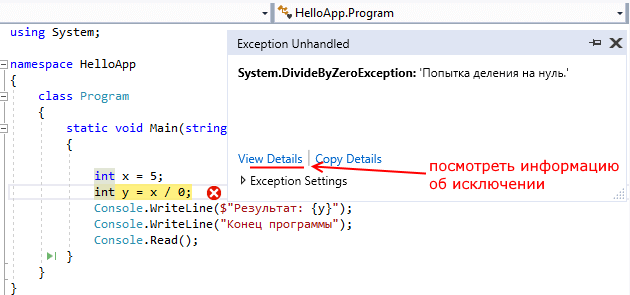 HelloApp.Program
using System;
Exception Unhandled
System.DivideByZeroException: 'Попытка деления на нуль.'
namespace HelloApp
{
class Program
{
static void Main(string
{
View Details
Copy Details
посмотреть информацию
об исключении
Exception Settings
int x = 5;
int y = x / 0;
Console.WriteLine($"Результат: {y}");
Console.WriteLine("Конец программы");
Console.Read();
}
}
}